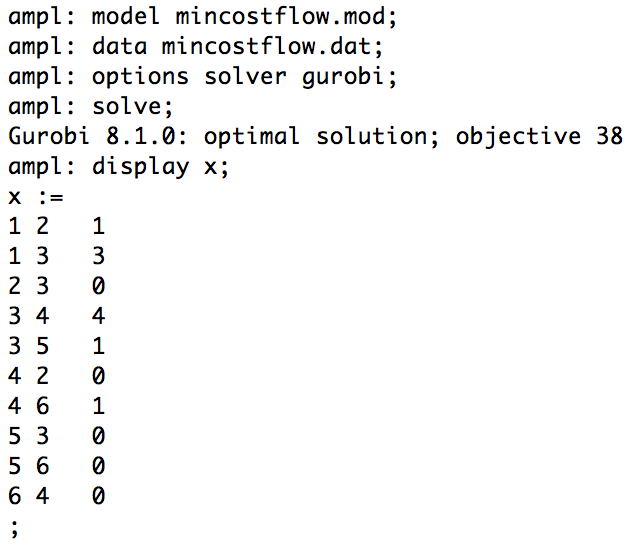 ampl: model mincostflow.mod;
ampl: data mincostflow.dat;
ampl: options solver gurobi;
ampl: solve;
Gurobi 8.1.0: optimal solution; objective 38
ampl: display x;
x :=
1 2   1
1 3   3
2 3   0
3 4   4
3 5   1
4 2   0
4 6   1
5 3   0
5 6   0
6 4   0
;